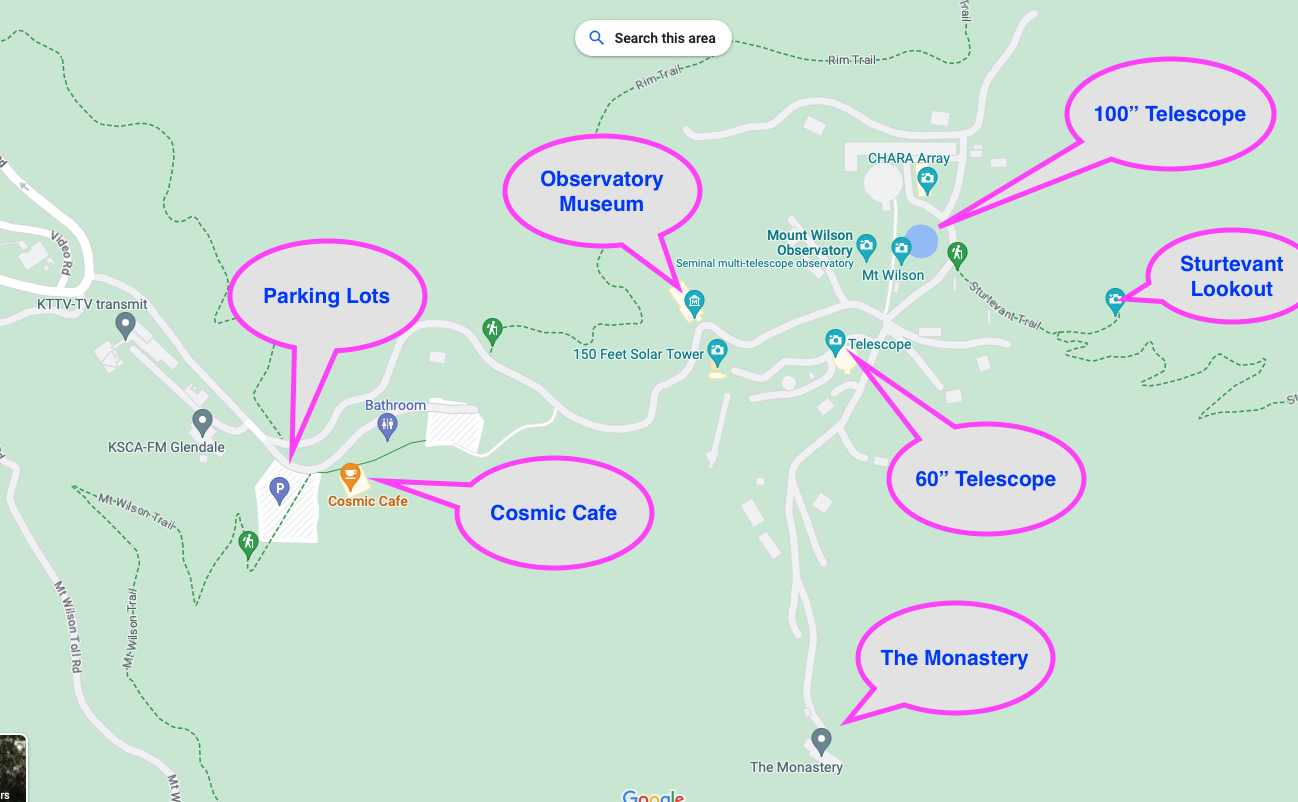 Search this area
Trail
Rim-Trail
Rim-Trail
100” Telescope
CHARA Array
Observatory
Museum
Mount Wilson
Observatory
Seminal multi-telescope observatory
Mt Wilson
Sturtevant
Lookout
Sturtevant-Trail
Video Rd
Parking Lots
KTTV-TV transmit
150 Feet Solar Tower
Telescope
Bathroom
KSCA-FM Glendale
P
Cosmic Cafe
Cosmic Cafe
60” Telescope
Mt-Wilson-Trail
Mt-Wilson-Trail
Mt Wilson Toll Rd
The Monastery
The Monastery
Mt W
rs
Google